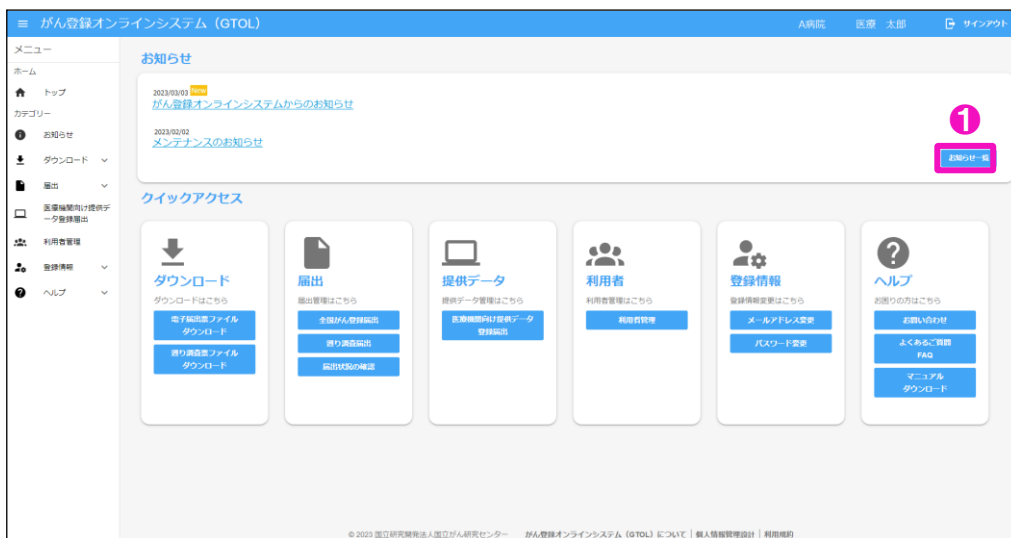 がん登録オンラインシステム（GTOL）
A病院 医療 太郎 サインアウト
メニュー
ホーム
トップ
カテゴリー
お知らせ
ダウンロード
届出
医療機関向け提供デ
ータ登録届出
利用者管理
登録情報
ヘルプ
お知らせ
2023/03/03 New
がん登録オンラインシステムからのお知らせ
2023/02/02
メンテナンスのお知らせ
1
お知らせ一覧
クイックアクセス
ダウンロード
ダウンロードはこちら
電子届出票ファイル
ダウンロード
遡り調査票ファイル
ダウンロード
届出
届出管理はこちら
全国がん登録届出
遡り調査届出
届出状況の確認
提供データ
提供データ管理はこちら
医療機関向け提供データ
登録届出
利用者
利用者管理はこちら
利用者管理
登録情報
登録情報変更はこちら
メールアドレス変更
パスワード変更
ヘルプ
お困りの方はこちら
お問い合わせ
よくあるご質問
FAQ
マニュアル
ダウンロード
© 2023 国立研究開発法人国立がん研究センター がん登録オンラインシステム（GTOL）について | 個人情報管理設計 | 利用規約